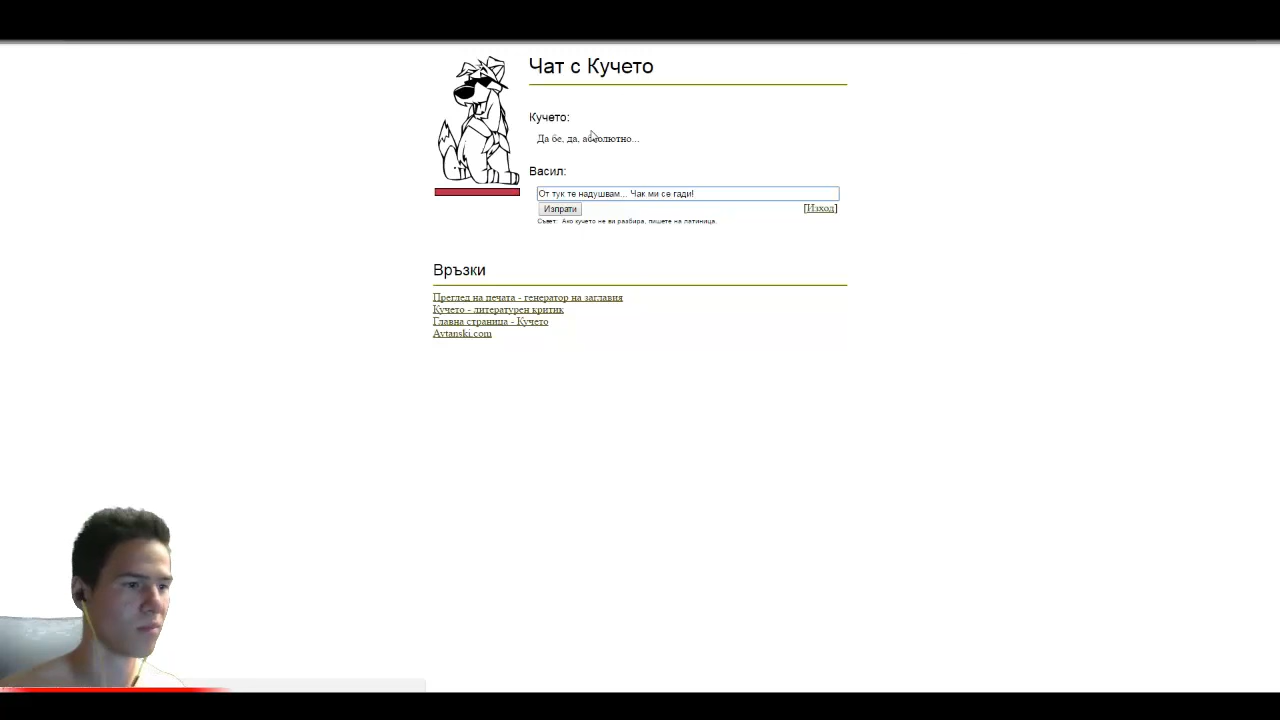 Чат с Кучето
Кучето:
Да бе, да, абсолютно...
Васил:
От тук те надушвам... Чак ми се гади!
Изпрати
[Изход]
Съвет: Ако кучето не ви разбира, пишете на латиница.
Връзки
Преглед на печата - генератор на заглавия
Кучето - литературен критик
Главна страница - Кучето
Avtanski.com